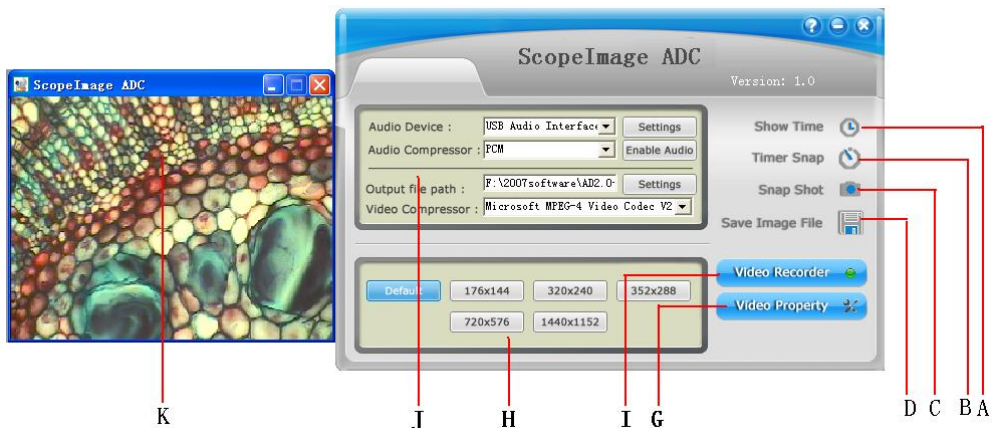 ScopeImage ADC
ScopeImage ADC
Version: 1.0
Audio Device : USB Audio Interfac Settings
Audio Compressor : PCM Enable Audio
Output file path : F:\2007software\AD2.0- Settings
Video Compressor : Microsoft MPEG-4 Video Codec V2
Show Time
Timer Snap
Snap Shot
Save Image File
Default 176x144 320x240 352x288
720x576 1440x1152
Video Recorder
Video Property
K J H I G D C B A